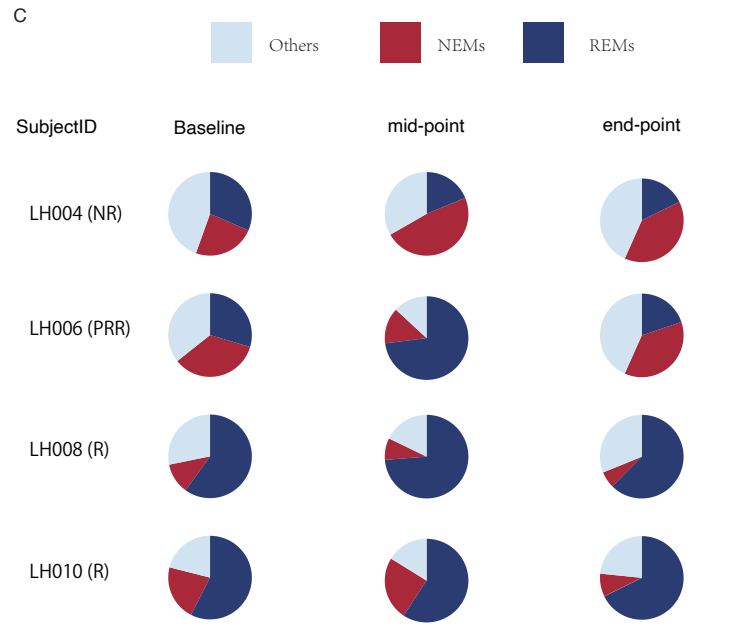 C
Others NEMs REMs
SubjectID Baseline mid-point end-point
LH004 (NR)
LH006 (PRR)
LH008 (R)
LH010 (R)